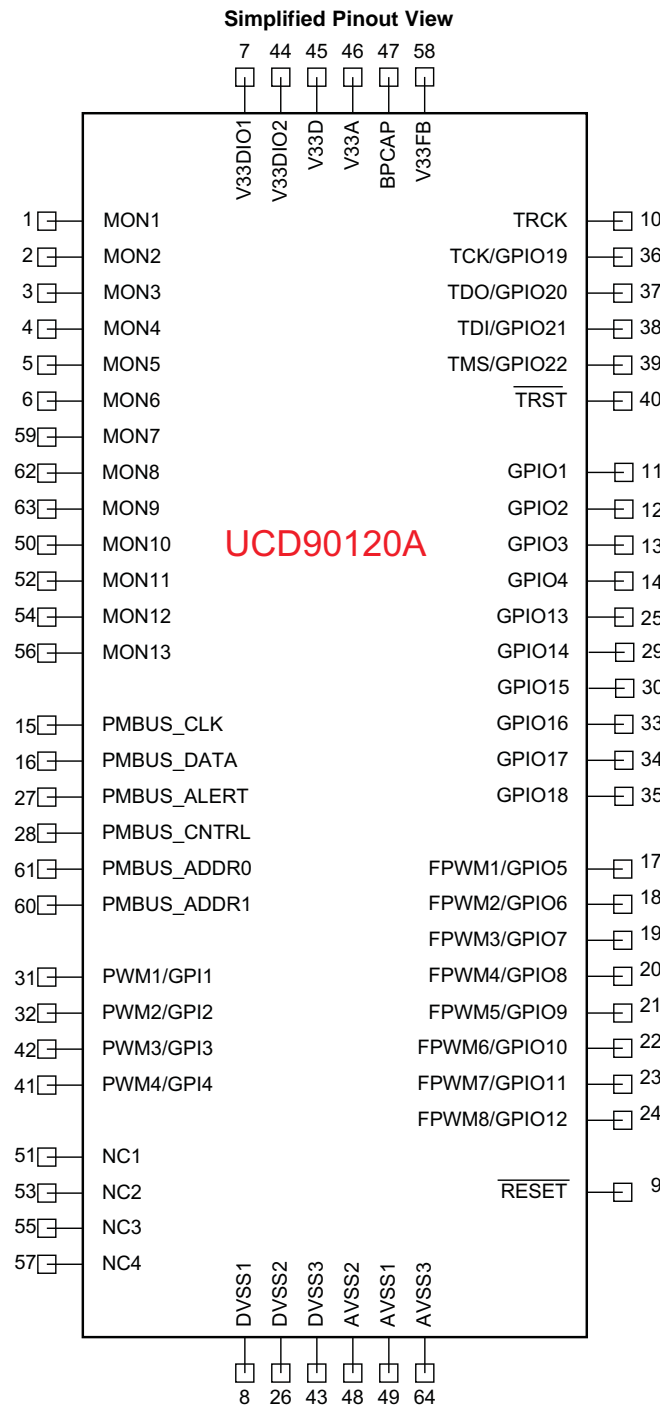 Simplified Pinout View
7 44 45 46 47 58
V33DIO1 V33DIO2 V33D V33A BPCAP V33FB
1 MON1 TRCK 10
2 MON2 TCK/GPIO19 36
3 MON3 TDO/GPIO20 37
4 MON4 TDI/GPIO21 38
5 MON5 TMS/GPIO22 39
6 MON6 TRST 40
59 MON7
62 MON8 GPIO1 11
63 MON9 GPIO2 12
50 MON10 UCD90120A GPIO3 13
52 MON11 GPIO4 14
54 MON12 GPIO13 25
56 MON13 GPIO14 29
GPIO15 30
15 PMBUS_CLK GPIO16 33
16 PMBUS_DATA GPIO17 34
27 PMBUS_ALERT GPIO18 35
28 PMBUS_CNTRL
61 PMBUS_ADDR0 FPWM1/GPIO5 17
60 PMBUS_ADDR1 FPWM2/GPIO6 18
FPWM3/GPIO7 19
31 PWM1/GPI1 FPWM4/GPIO8 20
32 PWM2/GPI2 FPWM5/GPIO9 21
42 PWM3/GPI3 FPWM6/GPIO10 22
41 PWM4/GPI4 FPWM7/GPIO11 23
FPWM8/GPIO12 24
51 NC1
53 NC2 RESET 9
55 NC3
57 NC4
DVSS1 DVSS2 DVSS3 AVSS2 AVSS1 AVSS3
8 26 43 48 49 64